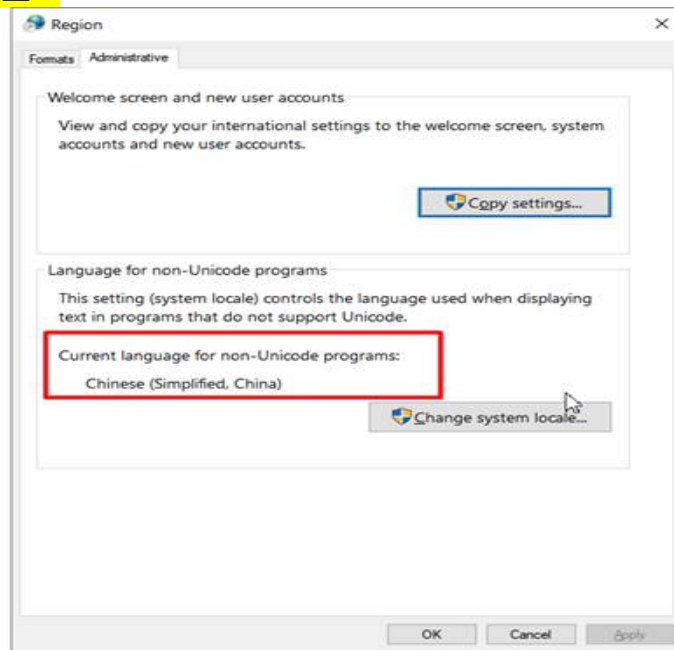 Region
Formats Administrative
Welcome screen and new user accounts
View and copy your international settings to the welcome screen, system
accounts and new user accounts.
Copy settings...
Language for non-Unicode programs
This setting (system locale) controls the language used when displaying
text in programs that do not support Unicode.
Current language for non-Unicode programs:
Chinese (Simplified, China)
Change system locale...
OK Cancel Apply